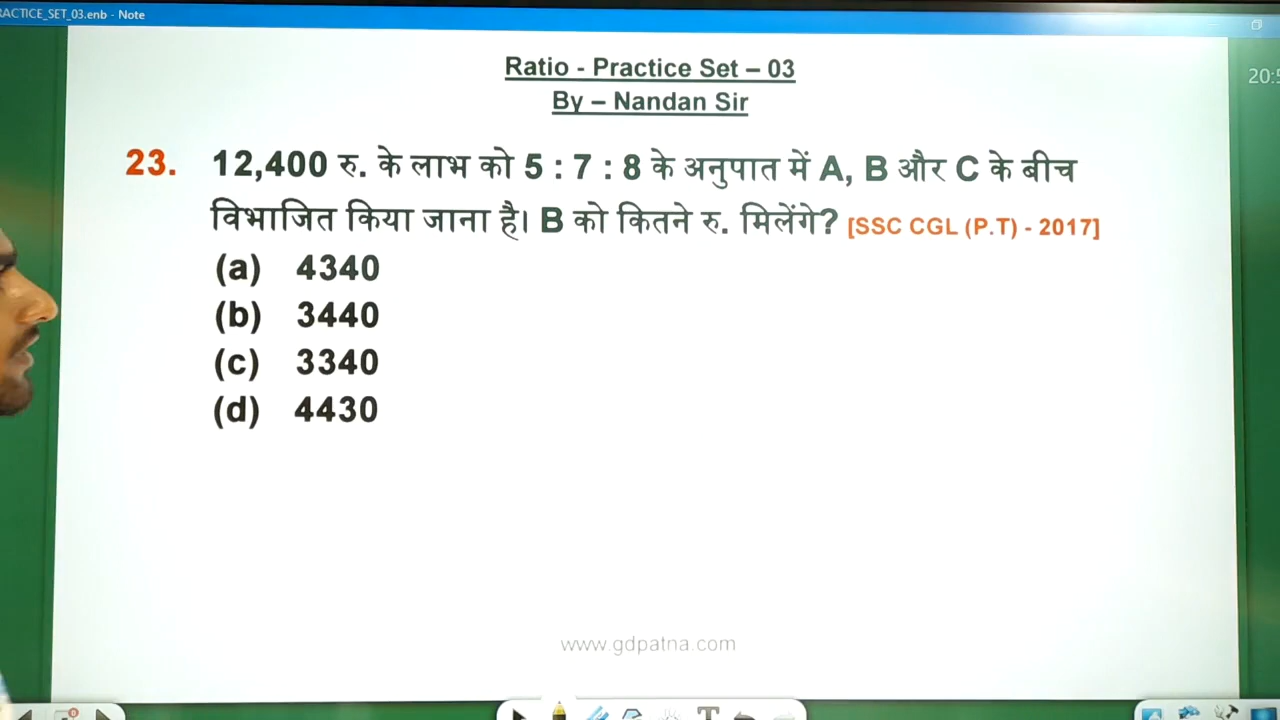 RACTICE_SET_03.enb - Note
Ratio - Practice Set – 03
By – Nandan Sir
23. 12,400 रु. के लाभ को 5 : 7 : 8 के अनुपात में A, B और C के बीच
विभाजित किया जाना है। B को कितने रु. मिलेंगे? [SSC CGL (P.T) - 2017]
(a) 4340
(b) 3440
(c) 3340
(d) 4430
www.gdpatna.com